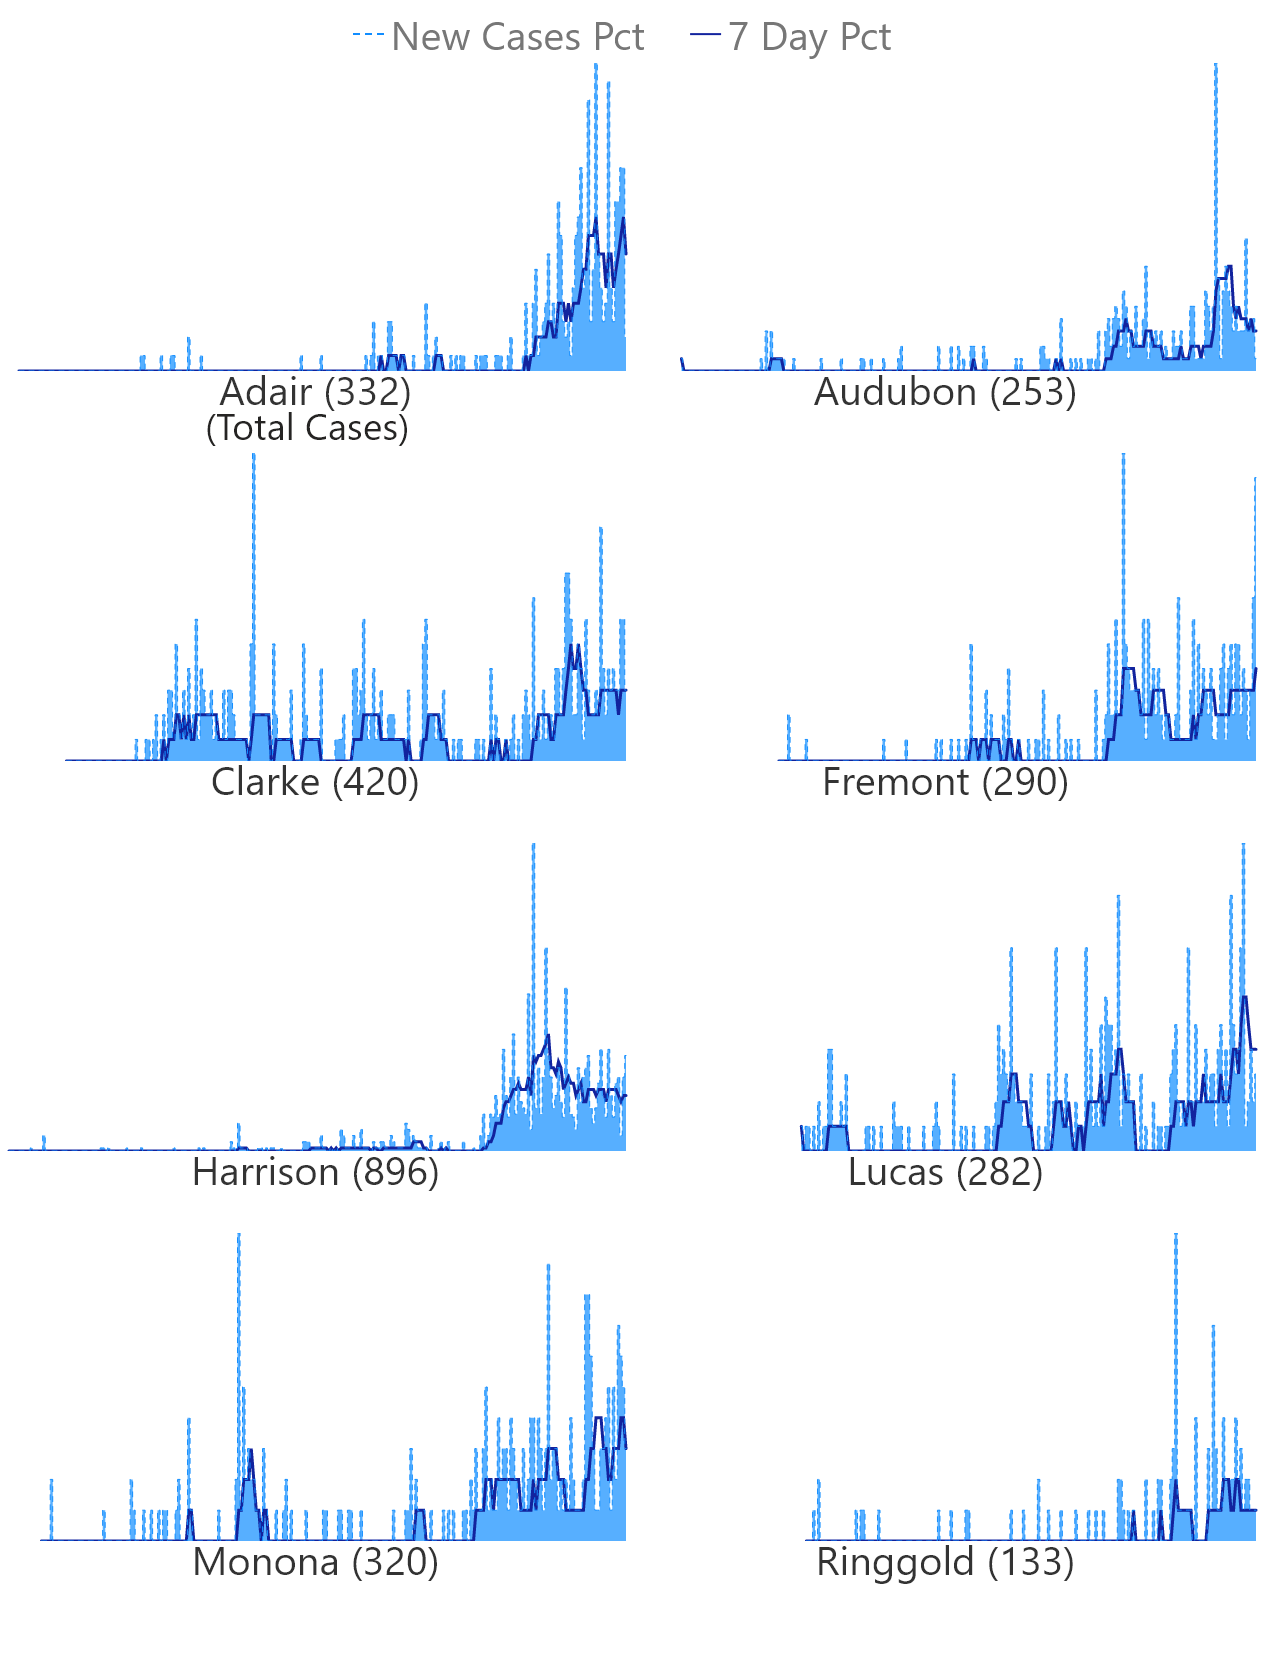 New Cases Pct 7 Day Pct
Adair (332) Audubon (253)
(Total Cases)
Clarke (420) Fremont (290)
Harrison (896) Lucas (282)
Monona (320) Ringgold (133)